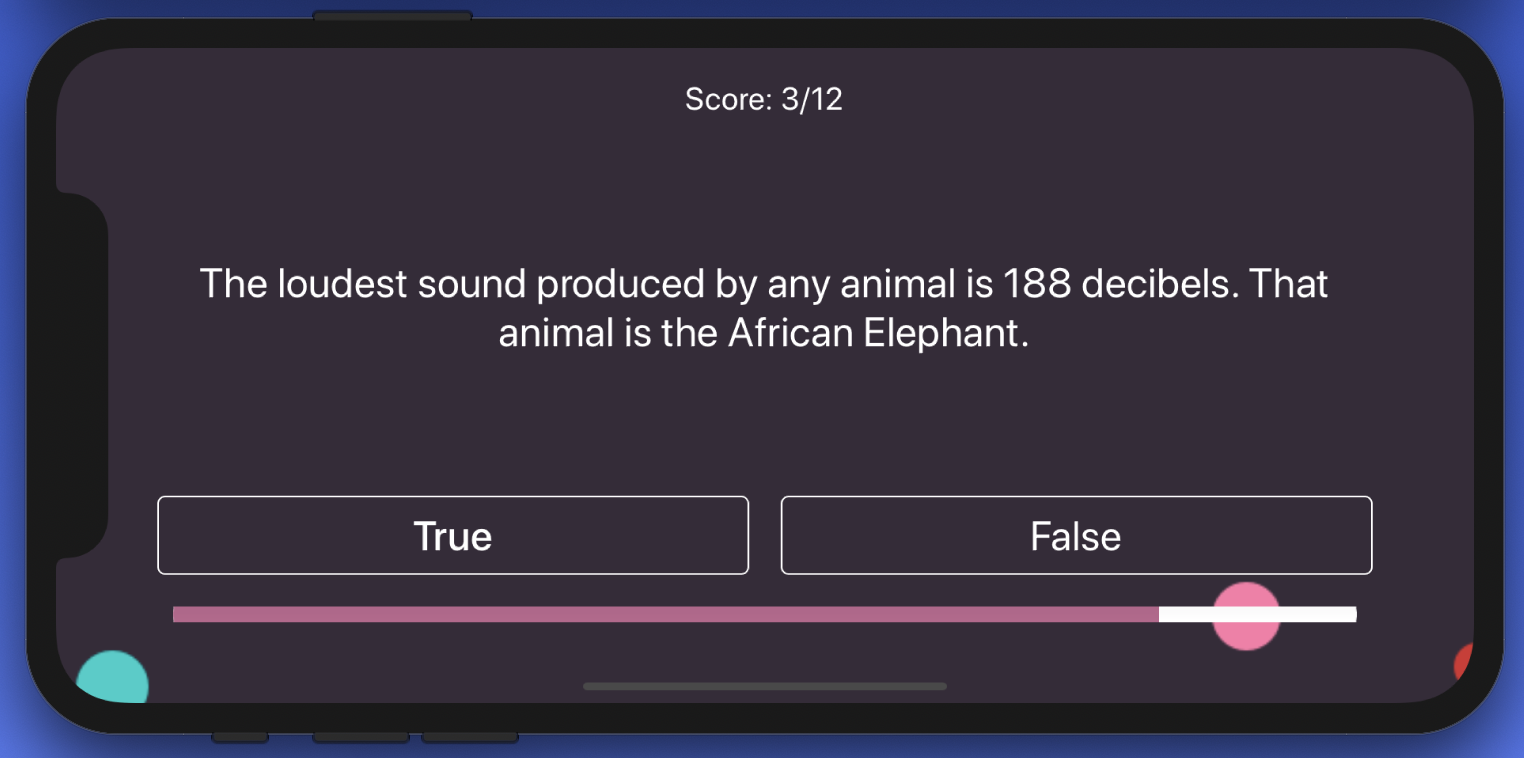 Score: 3/12
The loudest sound produced by any animal is 188 decibels. That
animal is the African Elephant.
True
False